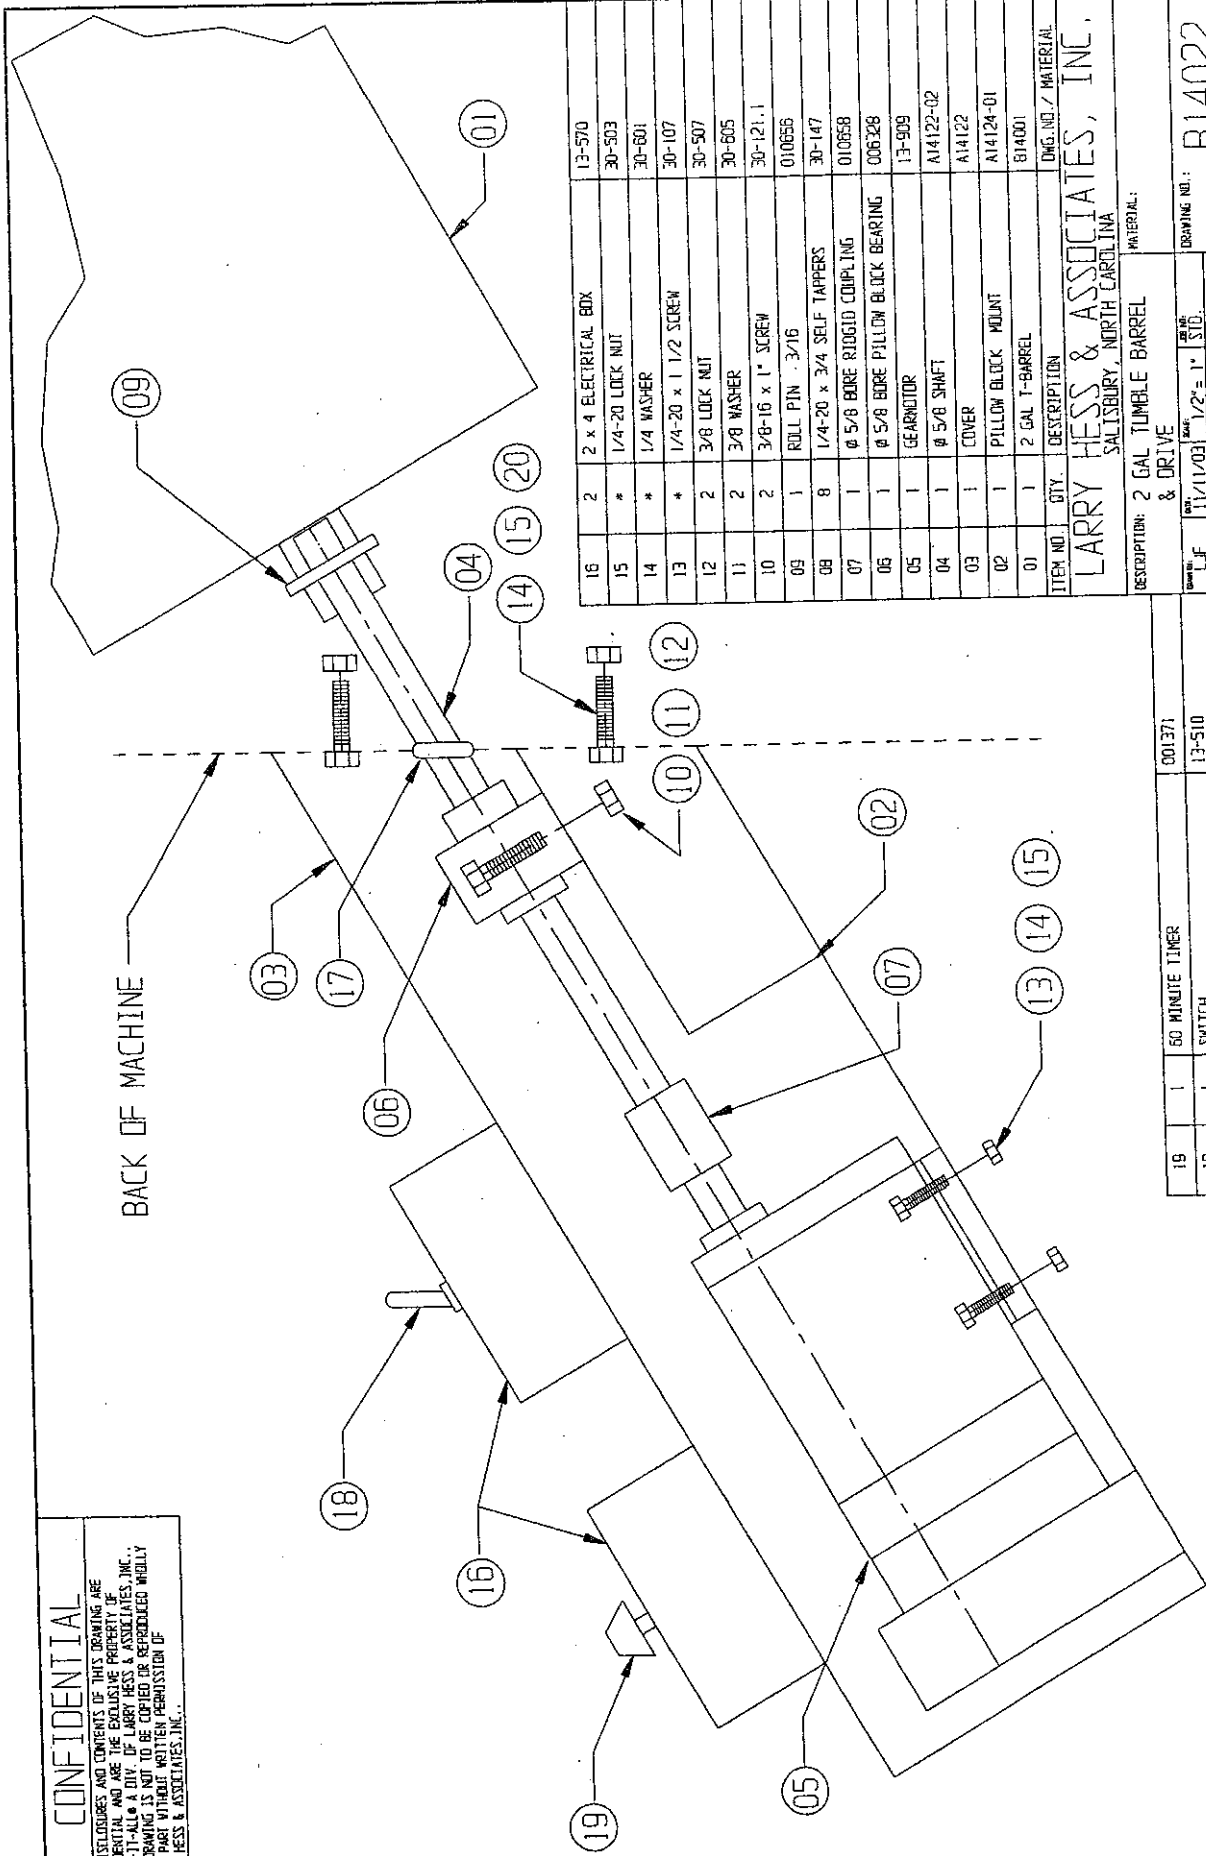 CONFIDENTIAL
ISCLOSURES AND CONTENTS OF THIS DRAWING ARE
DENTIAL AND ARE THE EXCLUSIVE PROPERTY OF
-IT-ALL® A DIV. OF LARRY HESS & ASSOCIATES,INC..
DRAWING IS NOT TO BE COPIED OR REPRODUCED WHOLLY
PART WITHOUT WRITTEN PERMISSION OF
HESS & ASSOCIATES,INC..
BACK OF MACHINE
01
09
04
14 15 20
03
17
10 11 12
06
02
07
13 14 15
18
16
19
05
16 2 2 x 4 ELECTRICAL BOX 13-570
15 * 1/4-20 LOCK NUT 30-503
14 * 1/4 WASHER 30-601
13 * 1/4-20 x 1 1/2 SCREW 30-107
12 2 3/8 LOCK NUT 30-507
11 2 3/8 WASHER 30-605
10 2 3/8-16 x 1" SCREW 30-121.1
09 1 ROLL PIN - 3/16 010656
08 8 1/4-20 x 3/4 SELF TAPPERS 30-147
07 1 ø 5/8 BORE RIDGID COUPLING 010658
06 1 ø 5/8 BORE PILLOW BLOCK BEARING 006328
05 1 GEARMOTOR 13-909
04 1 ø 5/8 SHAFT A14122-02
03 1 COVER A14122
02 1 PILLOW BLOCK MOUNT A14124-01
01 1 2 GAL T-BARREL B14001
ITEM NO. QTY. DESCRIPTION DWG.NO./ MATERIAL
LARRY HESS & ASSOCIATES, INC.
SALISBURY, NORTH CAROLINA
DESCRIPTION: 2 GAL TUMBLE BARREL
& DRIVE
MATERIAL:
LJF 11/11/03 SCALE: 1/2"= 1" JOB NO. STD.
DRAWING NO.: B14022
19 1 60 MINUTE TIMER 001371
SWITCH 13-510